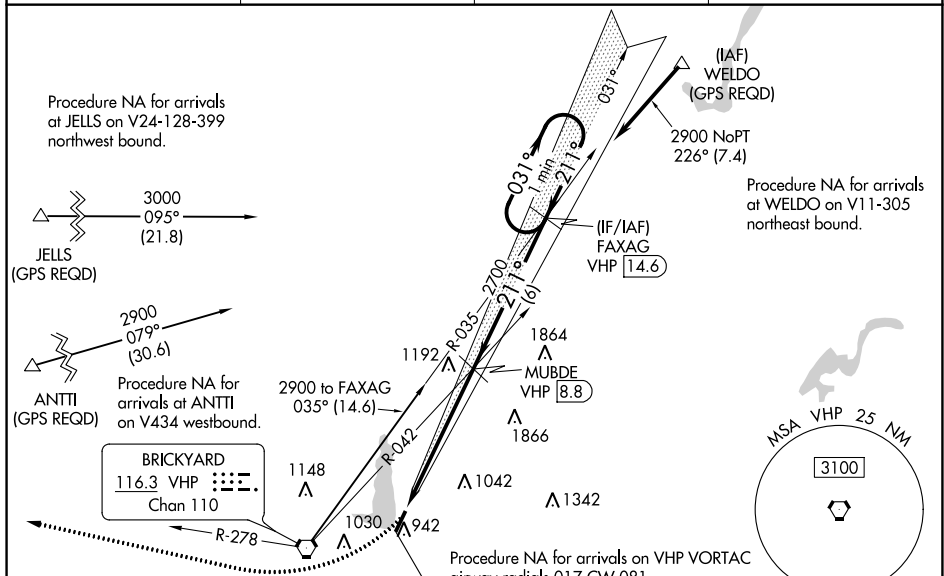 Procedure NA for arrivals
at JELLS on V24-128-399
northwest bound.
3000
095°
(21.8)
JELLS
(GPS REQD)
2900
079°
(30.6)
ANTTI
(GPS REQD)
Procedure NA for
arrivals at ANTTI
on V434 westbound.
(IAF)
WELDO
(GPS REQD)
2900 NoPT
226° (7.4)
Procedure NA for arrivals
at WELDO on V11-305
northeast bound.
031°
031°
1 min
211°
(IF/IAF)
FAXAG
VHP 14.6
2700
211°
(6)
R-035
1192
1864
MUBDE
VHP 8.8
2900 to FAXAG
035° (14.6)
1866
R-042
BRICKYARD
116.3 VHP
Chan 110
1148
1042
1342
R-278
1030
942
MSA VHP 25 NM
3100
Procedure NA for arrivals on VHP VORTAC
airway radials 017 CW 081